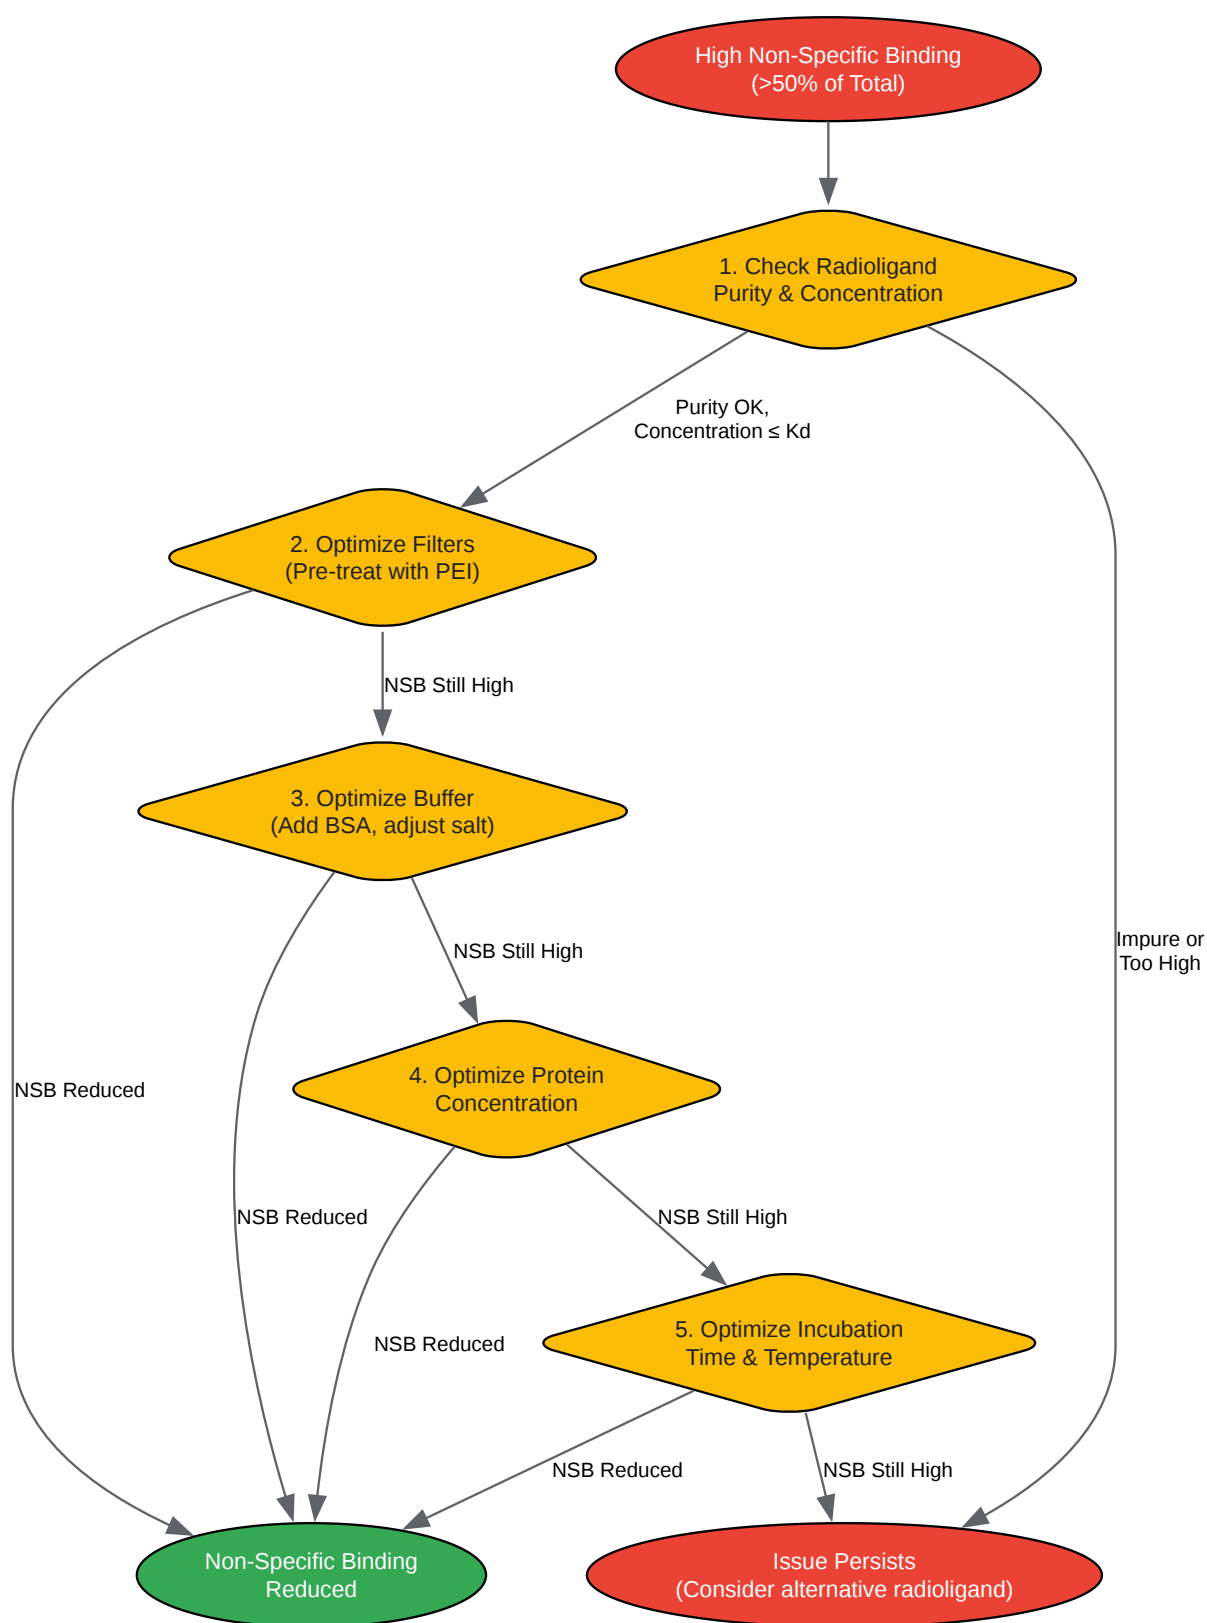 High Non-Specific Binding
(>50% of Total)
1. Check Radioligand
Purity & Concentration
Purity OK,
Concentration ≤ Kd
2. Optimize Filters
(Pre-treat with PEI)
NSB Still High
3. Optimize Buffer
(Add BSA, adjust salt)
NSB Still High
Impure or
Too High
4. Optimize Protein
Concentration
NSB Reduced
NSB Reduced
NSB Still High
5. Optimize Incubation
Time & Temperature
NSB Reduced
NSB Reduced
NSB Still High
Non-Specific Binding
Reduced
Issue Persists
(Consider alternative radioligand)